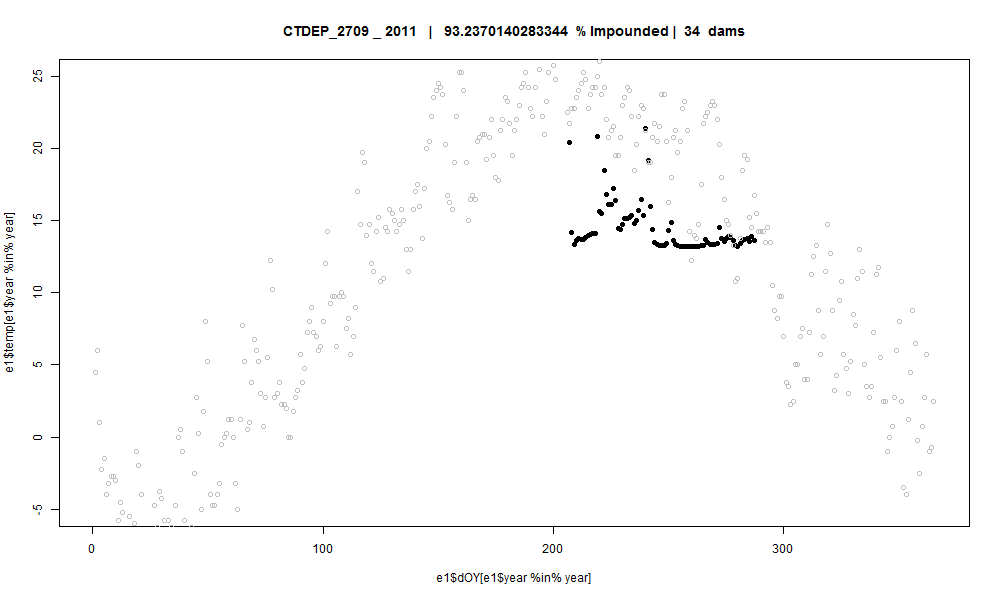 CTDEP_2709 _ 2011 | 93.2370140283344 % Impounded | 34 dams
25
20
15
10
5
0
-5
e1$temp[e1$year %in% year]
0 100 200 300
e1$dOY[e1$year %in% year]